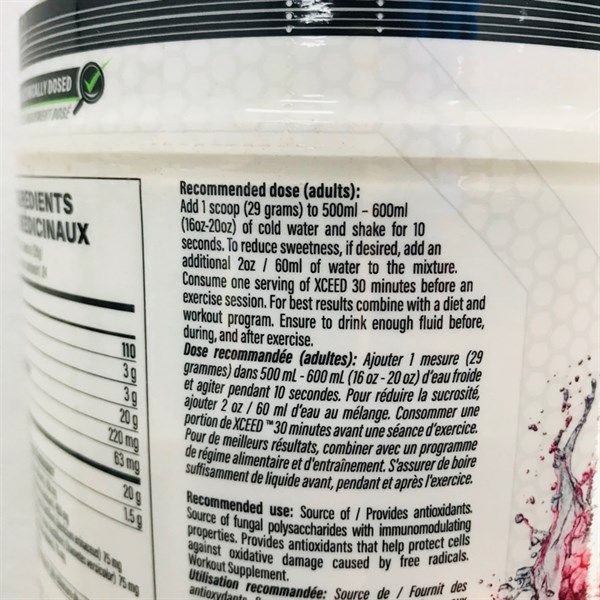 DOSED
DOSÉ
Recommended dose (adults):
Add 1 scoop (29 grams) to 500ml – 600ml
(16oz-20oz) of cold water and shake for 10
seconds. To reduce sweetness, if desired, add an
additional 2oz / 60ml of water to the mixture.
Consume one serving of XCEED 30 minutes before an
exercise session. For best results combine with a diet and
workout program. Ensure to drink enough fluid before,
during, and after exercise.
Dose recommandée (adultes): Ajouter 1 mesure (29
grammes) dans 500 mL - 600 mL (16 oz - 20 oz) d'eau froide
et agiter pendant 10 secondes. Pour réduire la sucrosité,
ajouter 2 oz / 60 ml d'eau au mélange. Consommer une
portion de XCEED ™ 30 minutes avant une séance d'exercice.
Pour de meilleurs résultats, combiner avec un programme
de régime alimentaire et d'entraînement. S'assurer de boire
suffisamment de liquide avant, pendant et après l'exercice.
Recommended use: Source of / Provides antioxidants.
Source of fungal polysaccharides with immunomodulating
properties. Provides antioxidants that help protect cells
against oxidative damage caused by free radicals.
Workout Supplement.
Utilisation recommandée: Source de / Fournit des
110
3 g
3 g
20 g
220 mg
63 mg
20 g
1.5 g
75 mg
75 mg